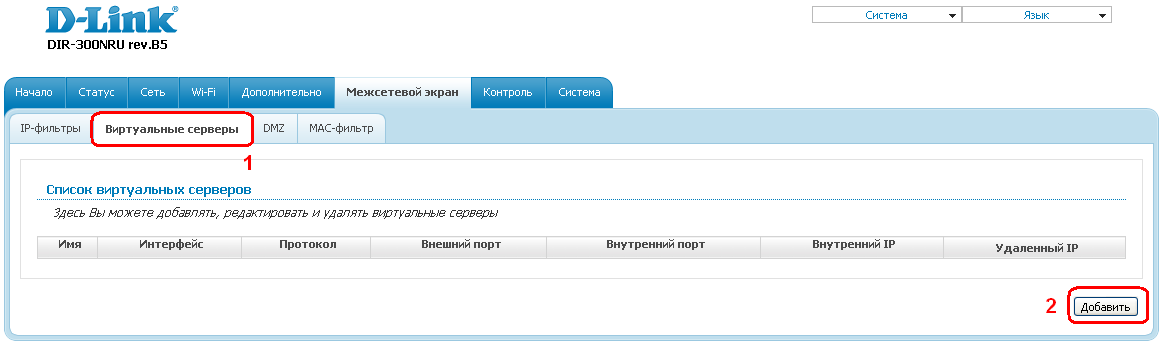 D-Link®
DIR-300NRU rev.B5
Система Язык
Начало Статус Сеть Wi-Fi Дополнительно Межсетевой экран Контроль Система
IP-фильтры Виртуальные серверы DMZ MAC-фильтр
1
Список виртуальных серверов
Здесь Вы можете добавлять, редактировать и удалять виртуальные серверы
Имя Интерфейс Протокол Внешний порт Внутренний порт Внутренний IP Удаленный IP
2 Добавить